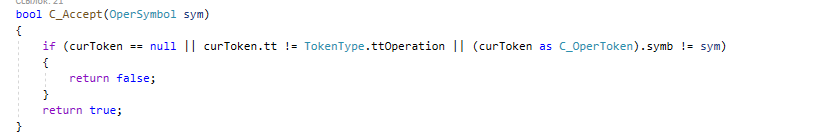 Ссылок: 21
bool C_Accept(OperSymbol sym)
{
if (curToken == null || curToken.tt != TokenType.ttOperation || (curToken as C_OperToken).symb != sym)
{
return false;
}
return true;
}